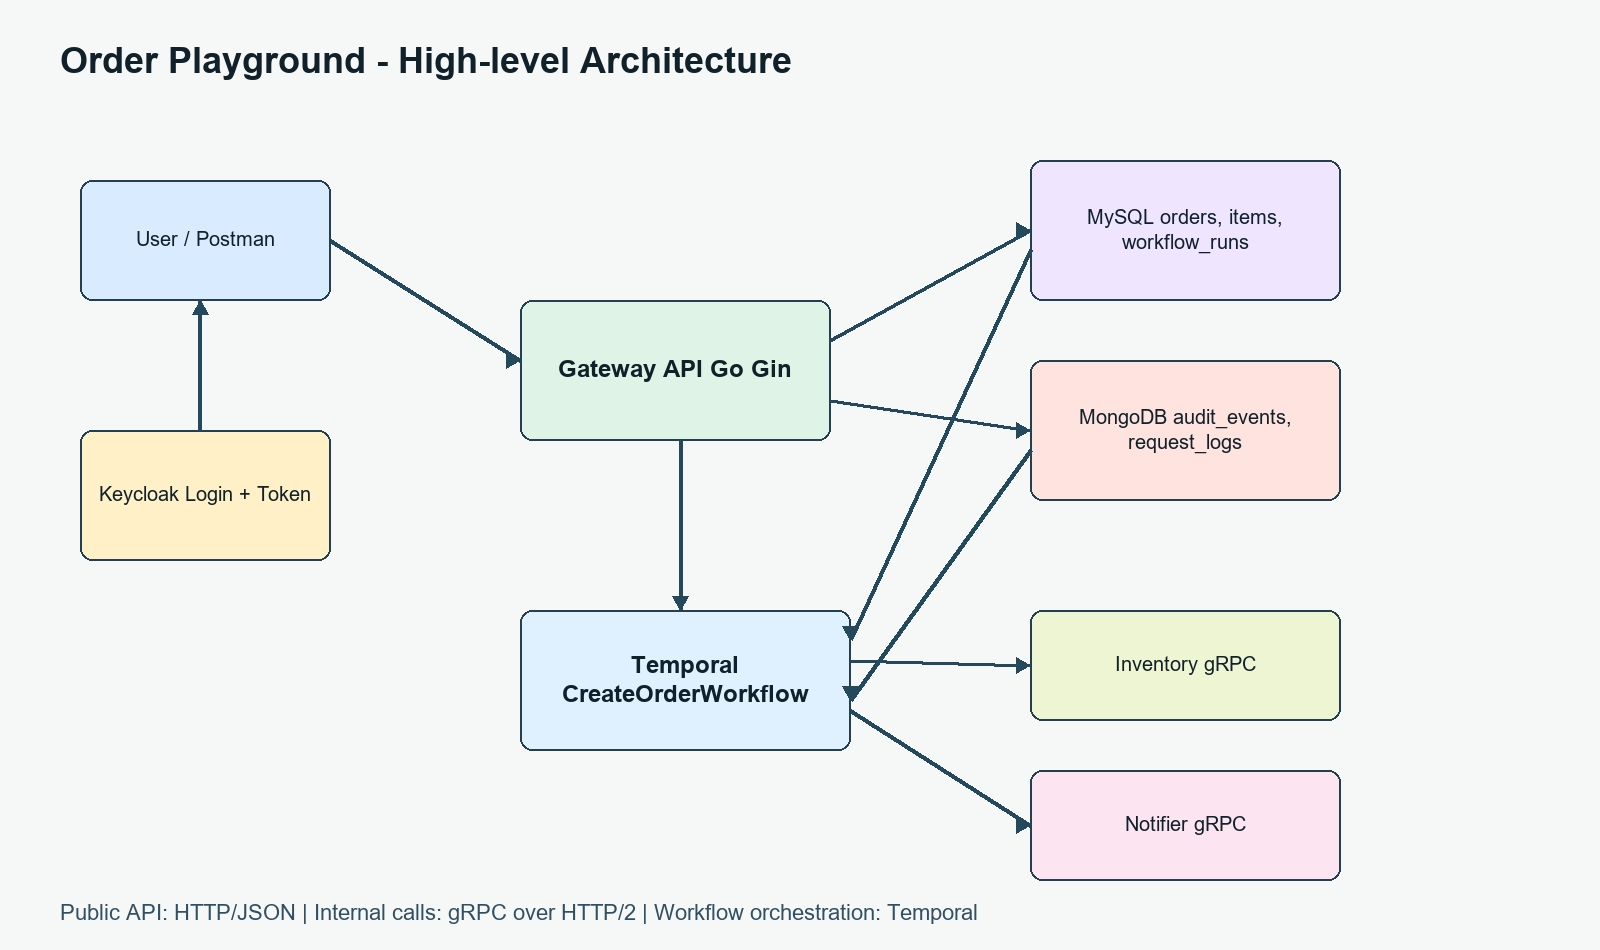 Order Playground - High-level Architecture
User / Postman
Keycloak Login + Token
Gateway API Go Gin
Temporal
CreateOrderWorkflow
MySQL orders, items,
workflow_runs
MongoDB audit_events,
request_logs
Inventory gRPC
Notifier gRPC
Public API: HTTP/JSON | Internal calls: gRPC over HTTP/2 | Workflow orchestration: Temporal